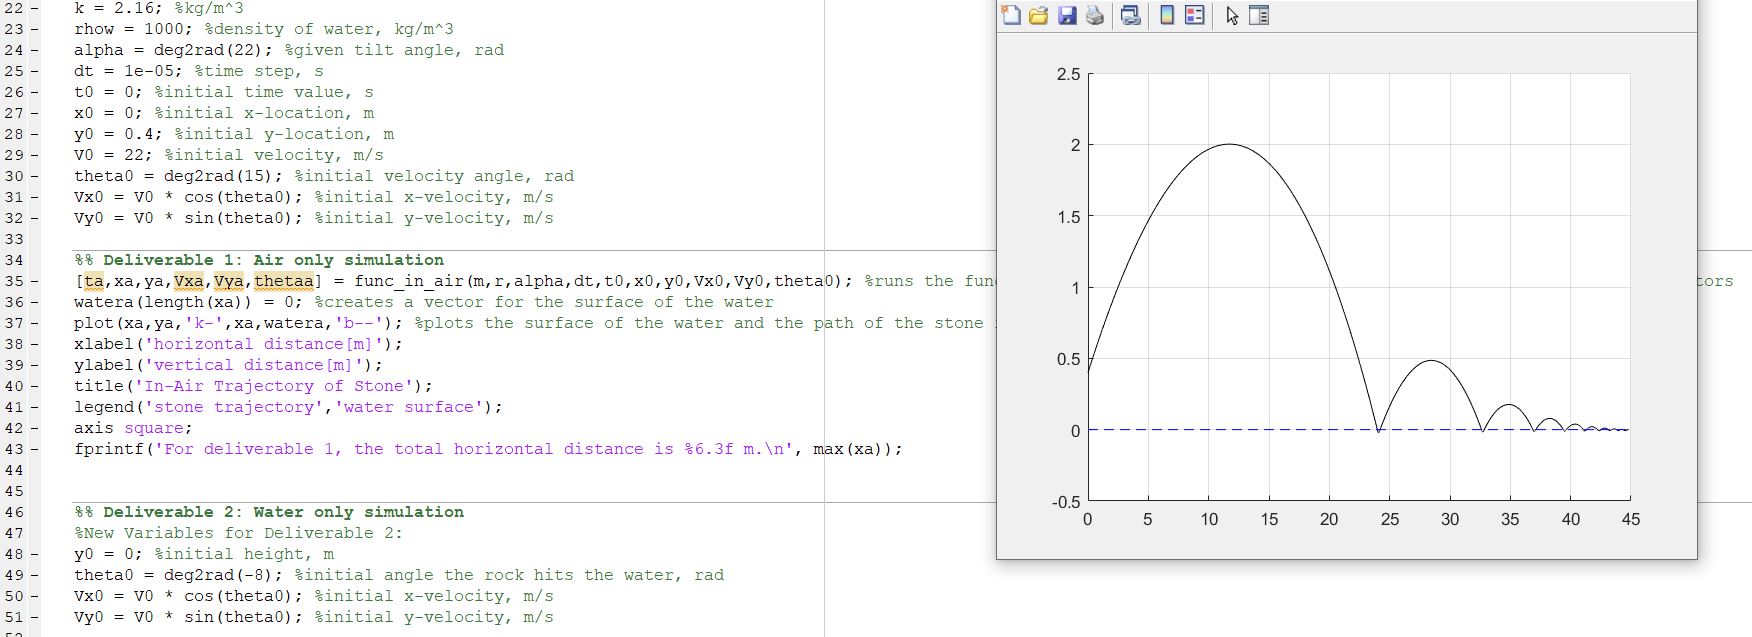 22 - k = 2.16; %kg/m^3
23 - rhow = 1000; %density of water, kg/m^3
24 - alpha = deg2rad(22); %given tilt angle, rad
25 - dt = 1e-05; %time step, s
26 - t0 = 0; %initial time value, s
27 - x0 = 0; %initial x-location, m
28 - y0 = 0.4; %initial y-location, m
29 - V0 = 22; %initial velocity, m/s
30 - theta0 = deg2rad(15); %initial velocity angle, rad
31 - Vx0 = V0 * cos(theta0); %initial x-velocity, m/s
32 - Vy0 = V0 * sin(theta0); %initial y-velocity, m/s
33
34 %% Deliverable 1: Air only simulation
35 - [ta,xa,ya,Vxa,Vya,thetaa] = func_in_air(m,r,alpha,dt,t0,x0,y0,Vx0,Vy0,theta0); %runs the fun tors
36 - watera(length(xa)) = 0; %creates a vector for the surface of the water
37 - plot(xa,ya,'k-',xa,watera,'b--'); %plots the surface of the water and the path of the stone
38 - xlabel('horizontal distance[m]');
39 - ylabel('vertical distance[m]');
40 - title('In-Air Trajectory of Stone');
41 - legend('stone trajectory','water surface');
42 - axis square;
43 - fprintf('For deliverable 1, the total horizontal distance is %6.3f m.\n', max(xa));
44
45
46 %% Deliverable 2: Water only simulation
47 %New Variables for Deliverable 2:
48 - y0 = 0; %initial height, m
49 - theta0 = deg2rad(-8); %initial angle the rock hits the water, rad
50 - Vx0 = V0 * cos(theta0); %initial x-velocity, m/s
51 - Vy0 = V0 * sin(theta0); %initial y-velocity, m/s
2.5
2
1.5
1
0.5
0
-0.5
0 5 10 15 20 25 30 35 40 45